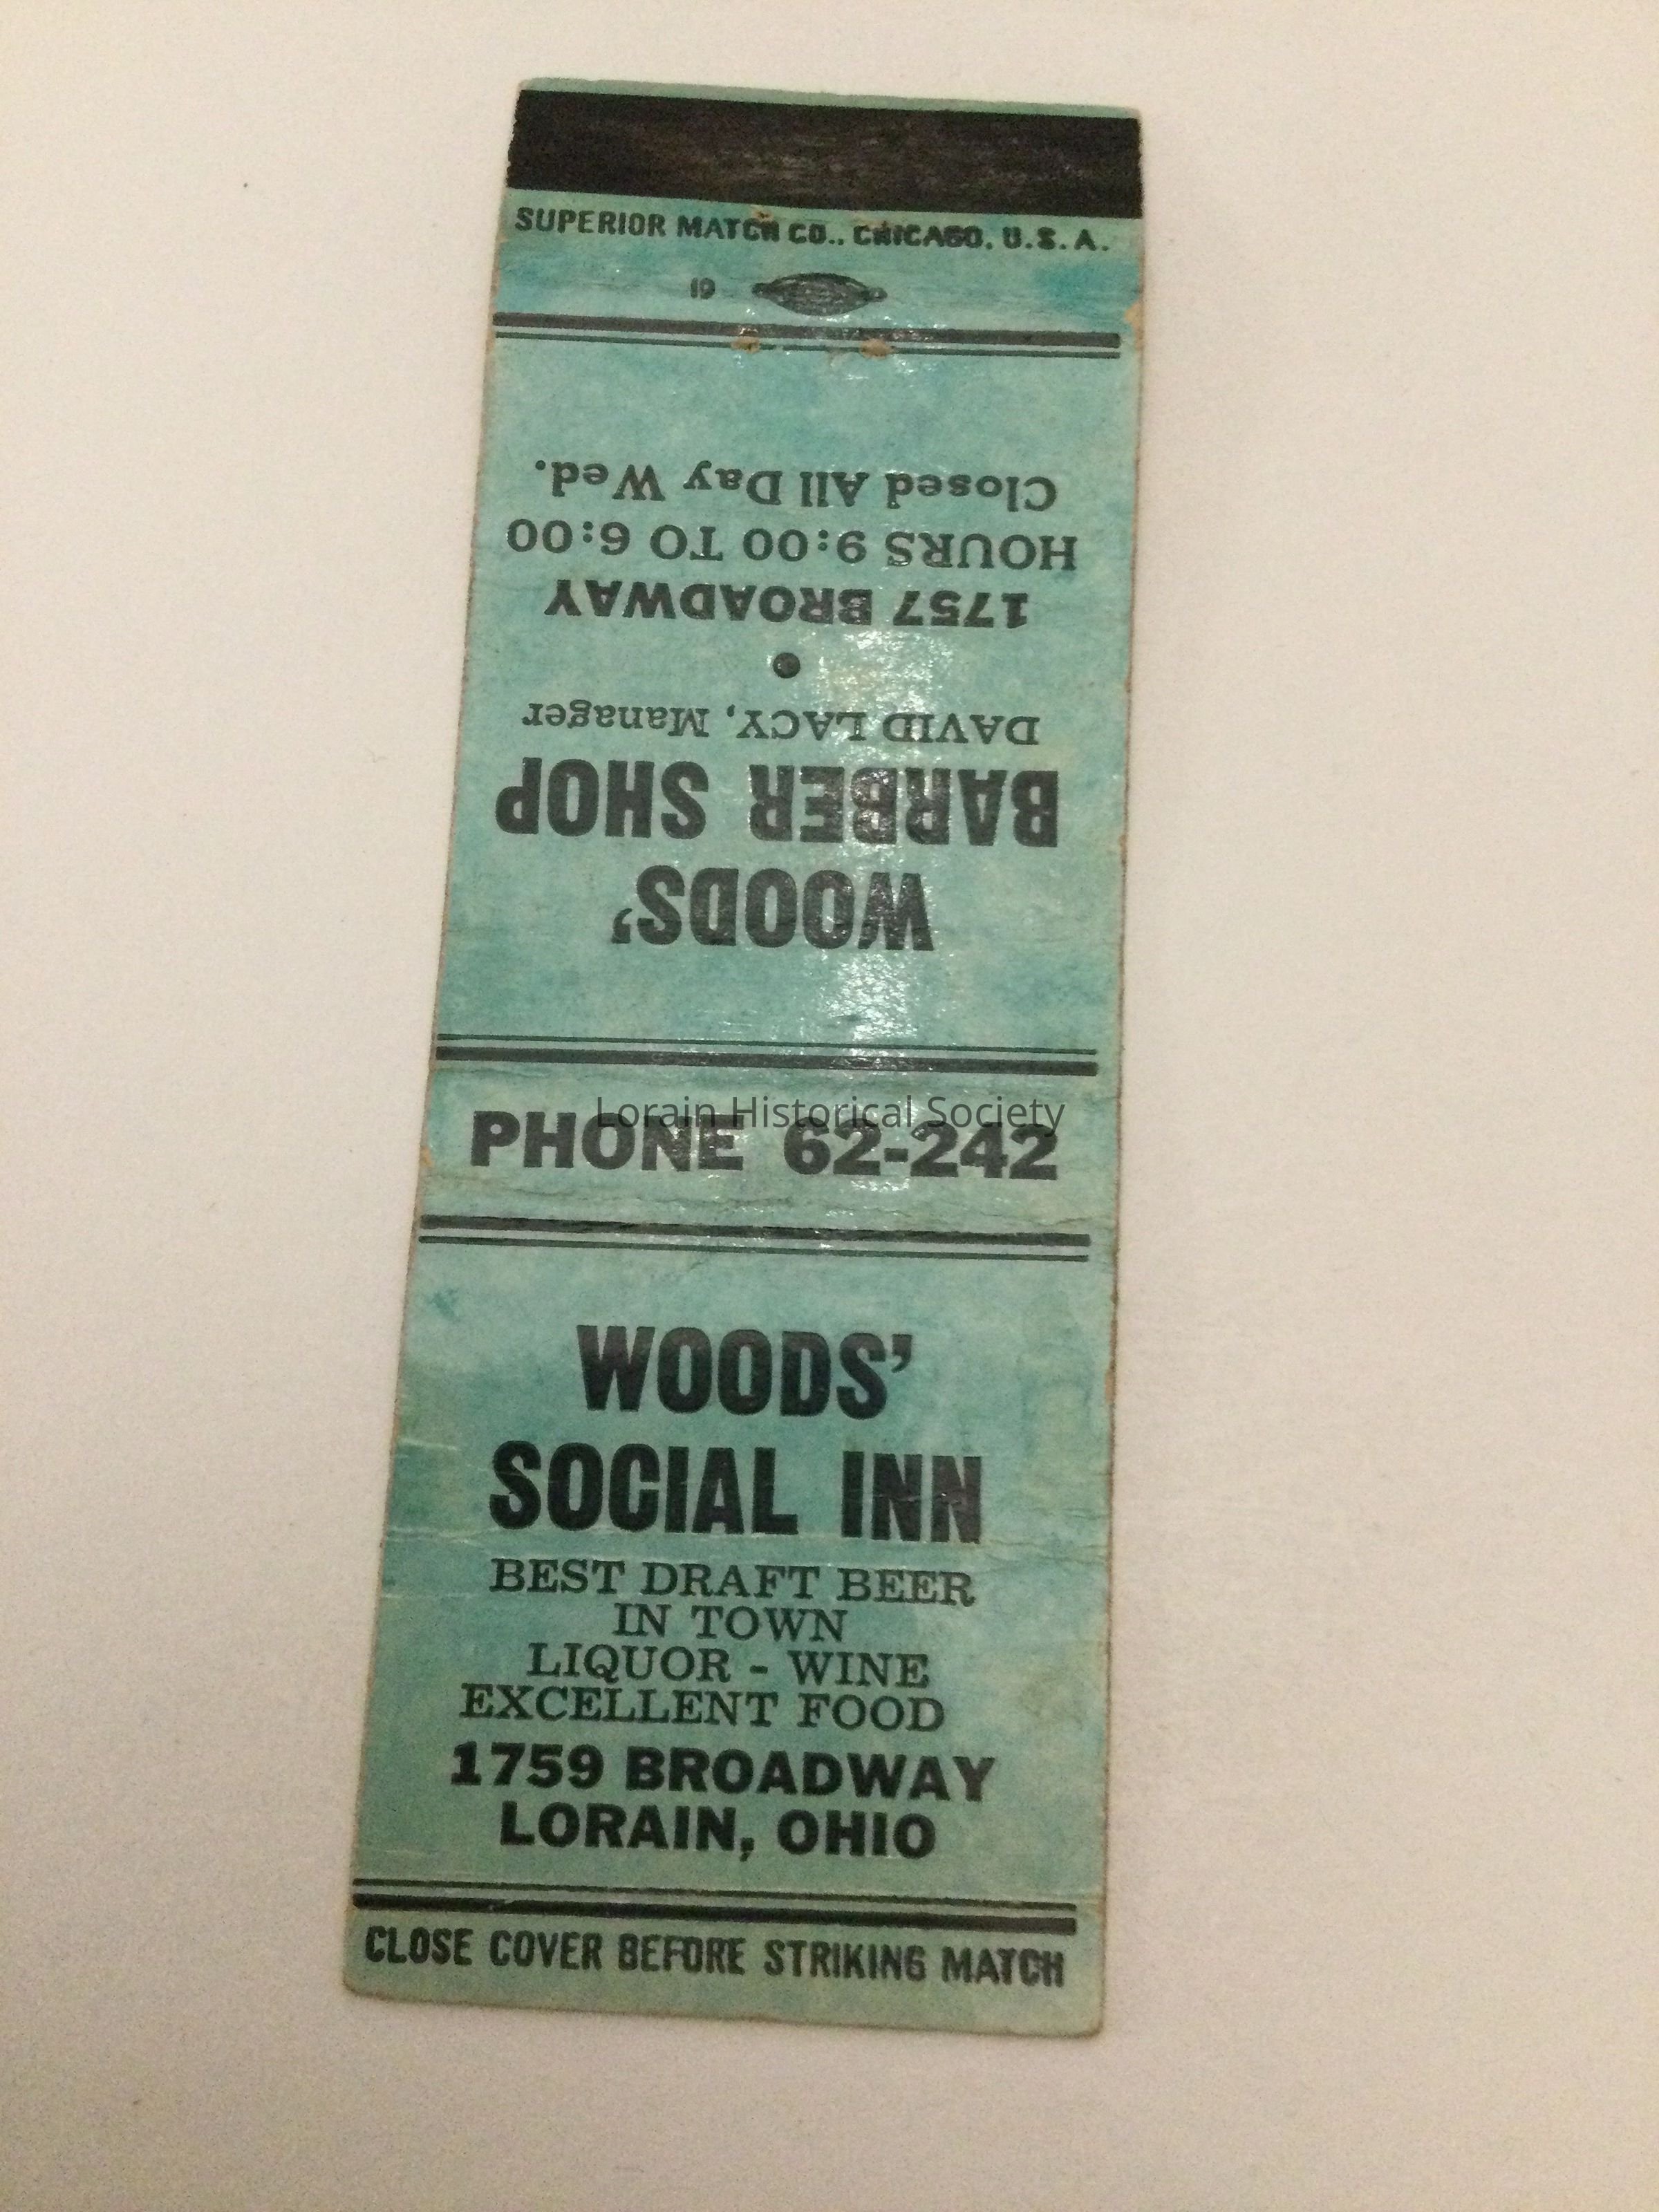 SUPERIOR MATCH CO., CHICAGO, U.S.A.
19
WOODS'
BARBER SHOP
DAVID LACY, Manager
1757 BROADWAY
HOURS 9:00 TO 6:00
Closed All Day Wed.
Lorain Historical Society
PHONE 62-242
WOODS'
SOCIAL INN
BEST DRAFT BEER
IN TOWN
LIQUOR - WINE
EXCELLENT FOOD
1759 BROADWAY
LORAIN, OHIO
CLOSE COVER BEFORE STRIKING MATCH